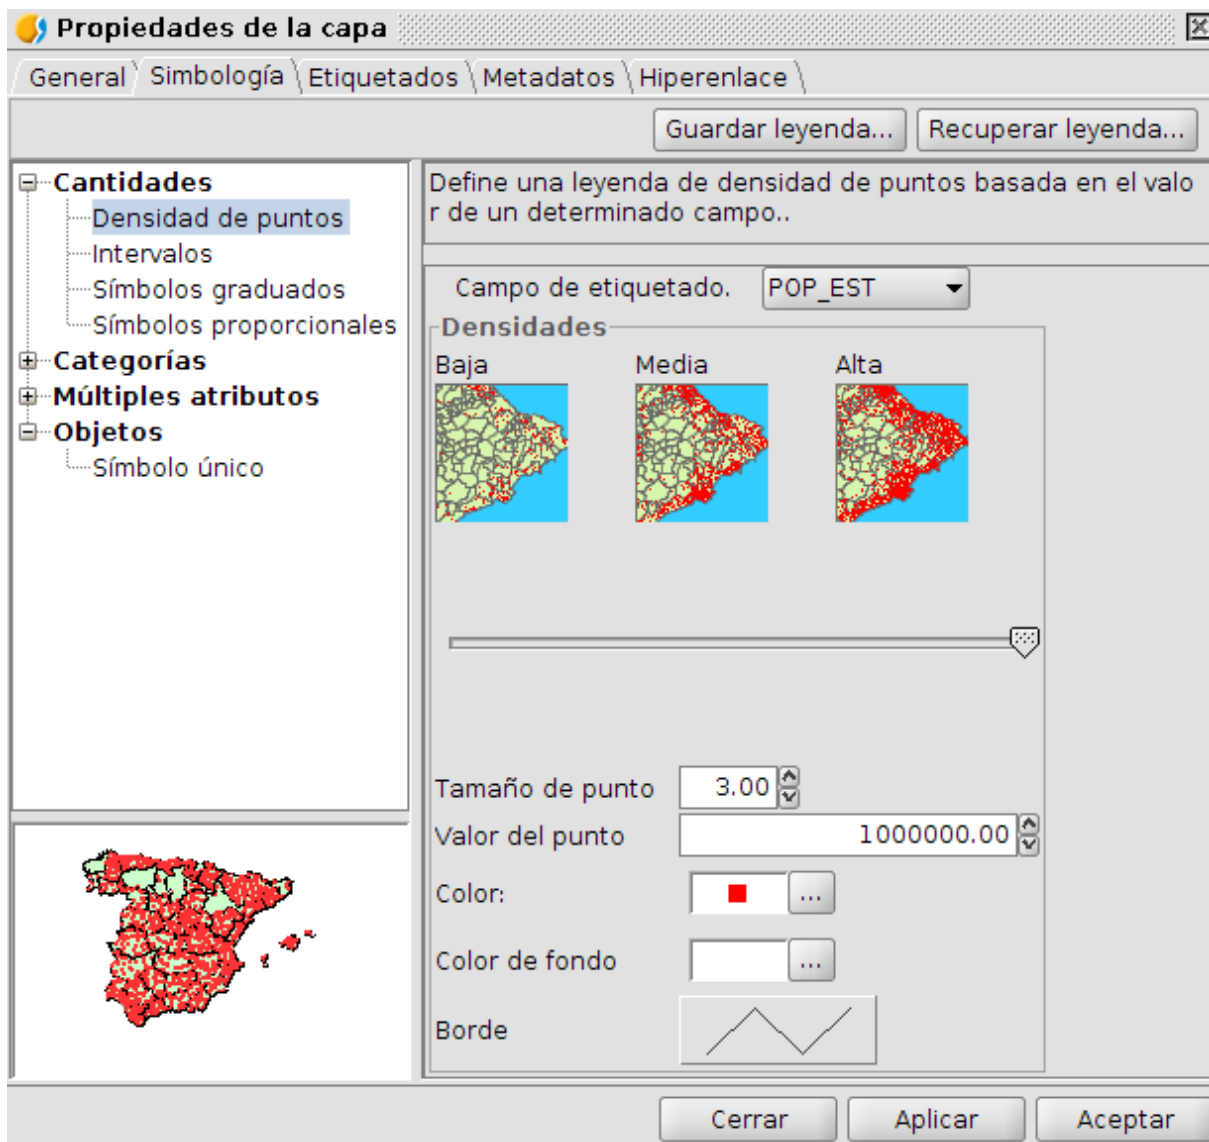 Propiedades de la capa
General Simbología Etiquetados Metadatos Hiperenlace
Guardar leyenda... Recuperar leyenda...
Cantidades
Densidad de puntos
Intervalos
Símbolos graduados
Símbolos proporcionales
Categorías
Múltiples atributos
Objetos
Símbolo único
Define una leyenda de densidad de puntos basada en el valo
r de un determinado campo..
Campo de etiquetado. POP_EST
Densidades
Baja Media Alta
Tamaño de punto 3.00
Valor del punto 1000000.00
Color: ...
Color de fondo ...
Borde
Cerrar Aplicar Aceptar